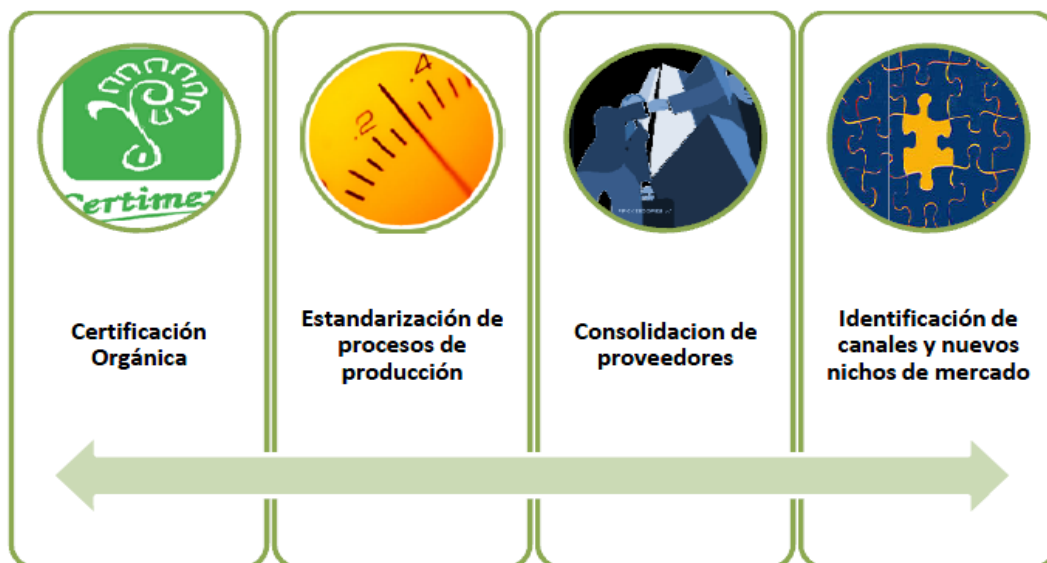 Certimex
.2
.4
PROVEEDORES
Certificación
Orgánica
Estandarización de
procesos de
producción
Consolidacion de
proveedores
Identificación de
canales y nuevos
nichos de mercado